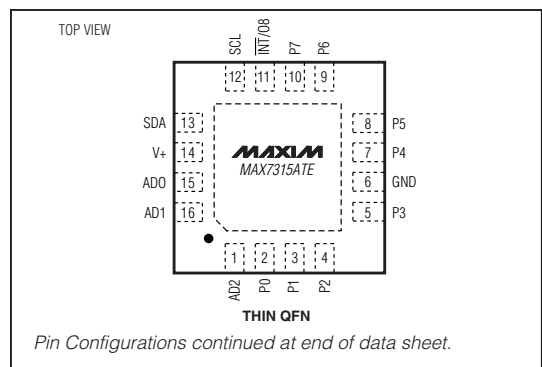 TOP VIEW
SCL
INT/O8
P7
P6
12
11
10
9
SDA 13
8 P5
V+ 14
7 P4
AD0 15
6 GND
AD1 16
5 P3
MAXIM
MAX7315ATE
1
2
3
4
AD2
P0
P1
P2
THIN QFN
Pin Configurations continued at end of data sheet.